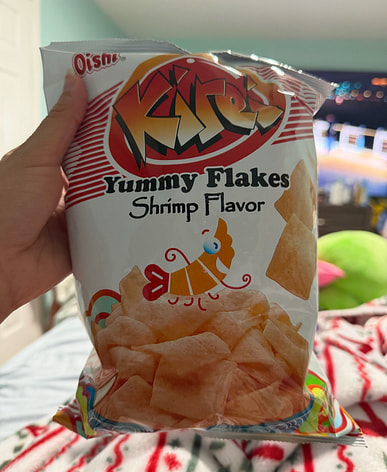 Oishi
Kirei
Yummy Flakes
Shrimp Flavor